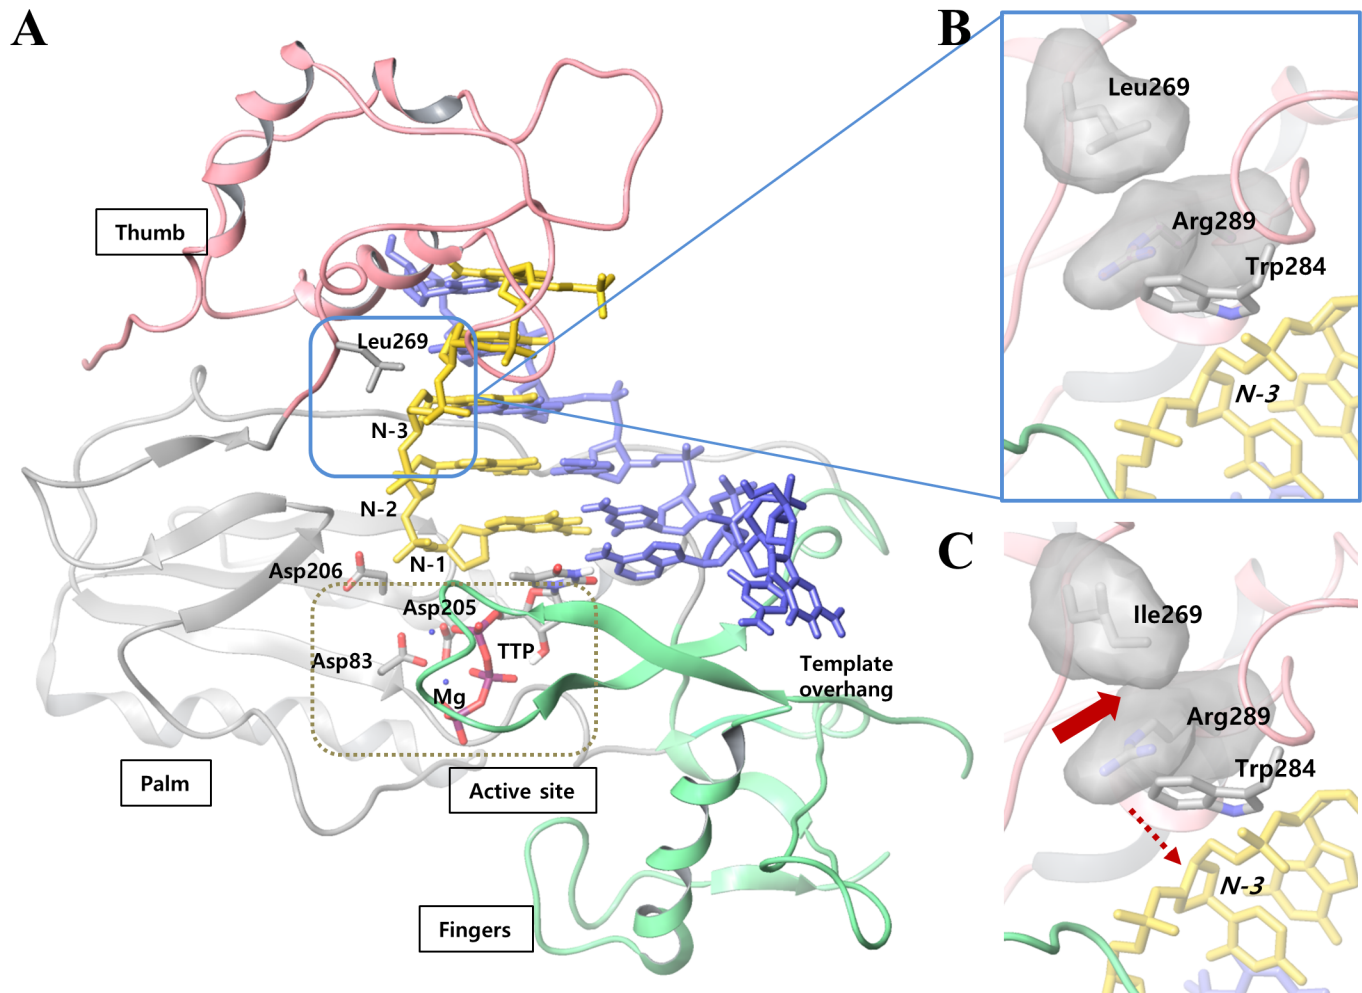 A
B
Leu269
Arg289
Trp284
N-3
Thumb
Leu269
N-3
N-2
N-1
Asp206
Asp205
TTP
Asp83
Mg
Template
overhang
Palm
Active site
Fingers
C
Ile269
Arg289
Trp284
N-3